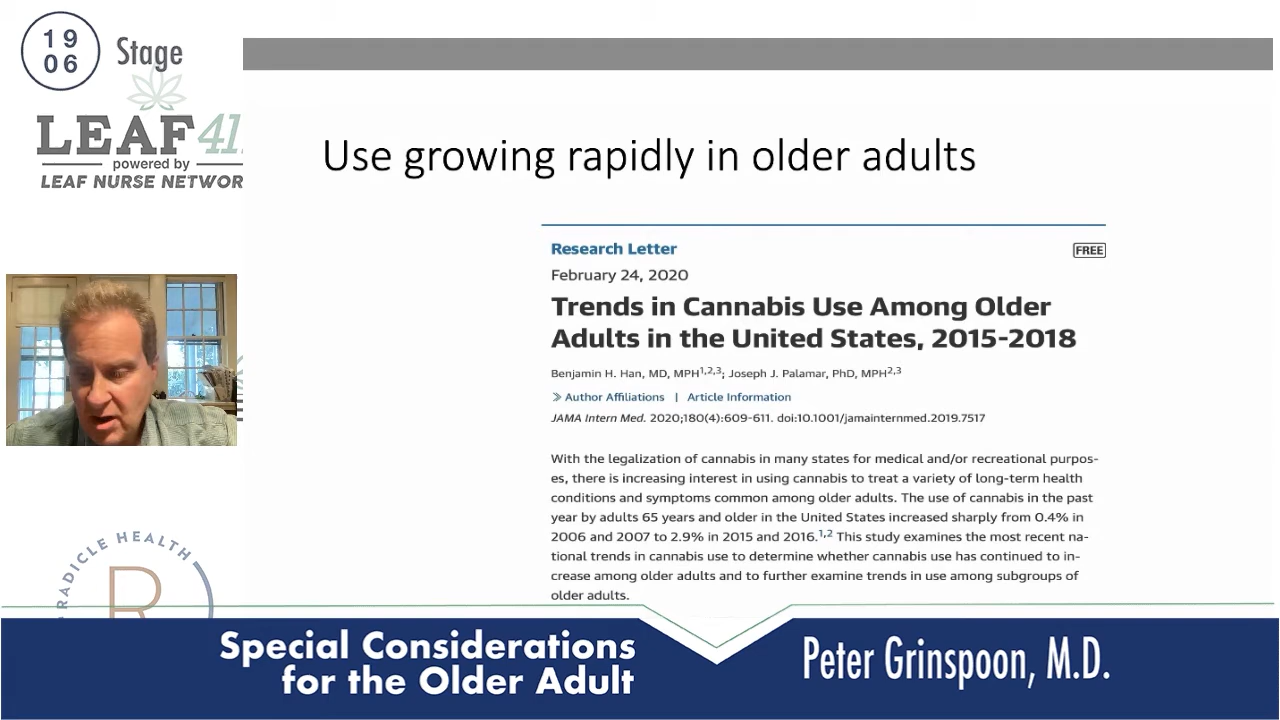 19
06
Stage
LEAF 41
powered by
LEAF NURSE NETWOR
Use growing rapidly in older adults
Research Letter
FREE
February 24, 2020
Trends in Cannabis Use Among Older
Adults in the United States, 2015-2018
Benjamin H. Han, MD, MPH1,2,3; Joseph J. Palamar, PhD, MPH2,3
≫ Author Affiliations | Article Information
JAMA Intern Med. 2020;180(4):609-611. doi:10.1001/jamainternmed.2019.7517
With the legalization of cannabis in many states for medical and/or recreational purpos-
es, there is increasing interest in using cannabis to treat a variety of long-term health
conditions and symptoms common among older adults. The use of cannabis in the past
year by adults 65 years and older in the United States increased sharply from 0.4% in
2006 and 2007 to 2.9% in 2015 and 2016.1,2 This study examines the most recent na-
tional trends in cannabis use to determine whether cannabis use has continued to in-
crease among older adults and to further examine trends in use among subgroups of
older adults.
RADICLE HEALTH
R
Special Considerations
for the Older Adult
Peter Grinspoon, M.D.